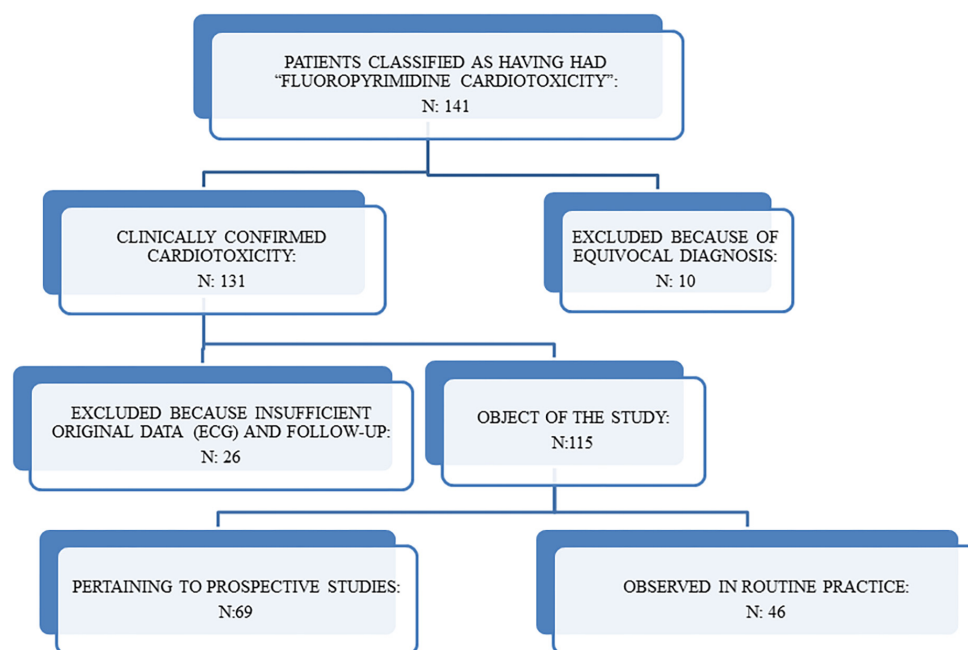 PATIENTS CLASSIFIED AS HAVING HAD
“FLUOROPYRIMIDINE CARDIOTOXICITY”:
N: 141
CLINICALLY CONFIRMED
CARDIOTOXICITY:
N: 131
EXCLUDED BECAUSE OF
EQUIVOCAL DIAGNOSIS:
N: 10
EXCLUDED BECAUSE INSUFFICIENT
ORIGINAL DATA (ECG) AND FOLLOW-UP:
N: 26
OBJECT OF THE STUDY:
N:115
PERTAINING TO PROSPECTIVE STUDIES:
N:69
OBSERVED IN ROUTINE PRACTICE:
N: 46